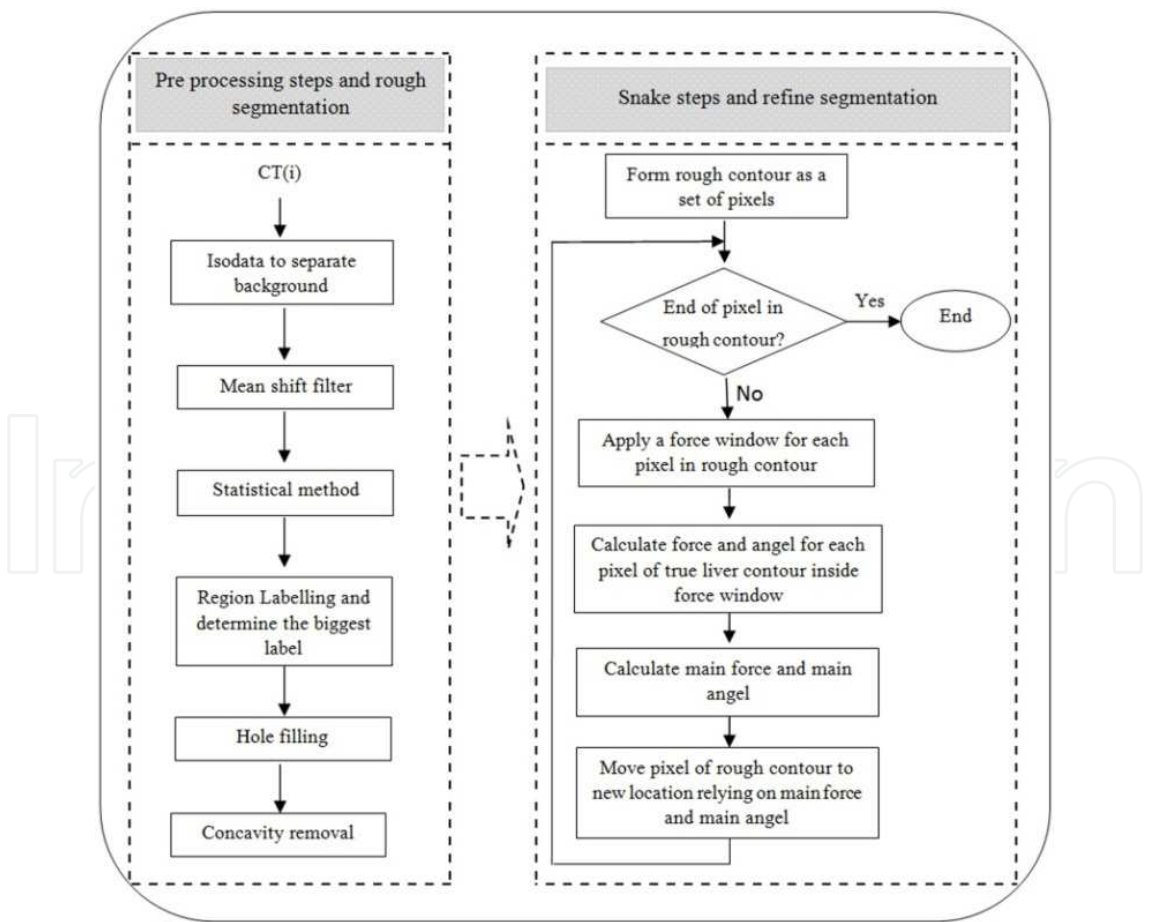 Pre processing steps and rough
segmentation
CT(i)
Isodata to separate
background
Mean shift filter
Statistical method
Region Labelling and
determine the biggest
label
Hole filling
Concavity removal
Snake steps and refine segmentation
Form rough contour as a
set of pixels
End of pixel in
rough contour?
Yes
End
No
Apply a force window for each
pixel in rough contour
Calculate force and angel for each
pixel of true liver contour inside
force window
Calculate main force and main
angel
Move pixel of rough contour to
new location relying on main force
and main angel